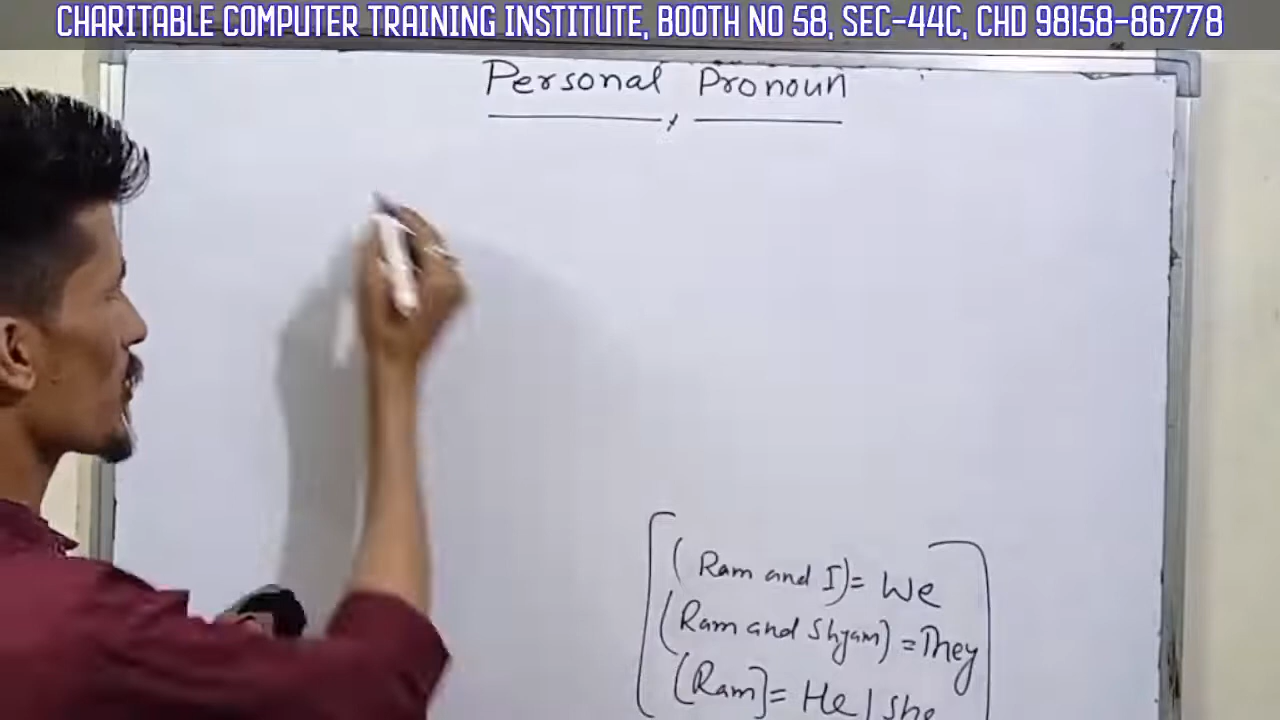 CHARITABLE COMPUTER TRAINING INSTITUTE, BOOTH NO 58, SEC-44C, CHD 98158-86778
Personal Pronoun
(Ram and I) = We
(Ram and Shyam) = They
(Ram] = He | She